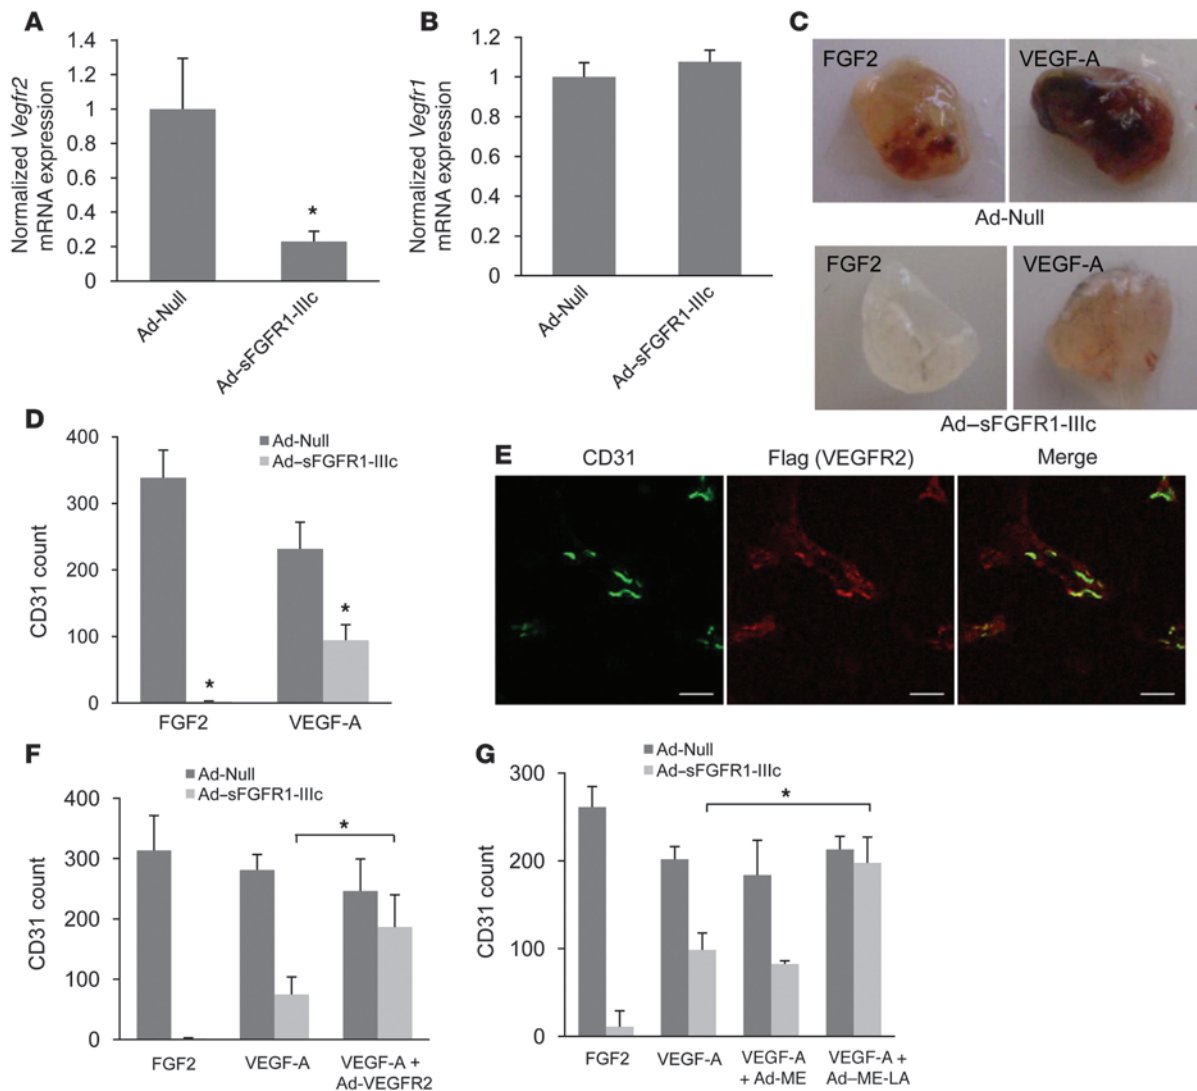 A
Normalized Vegfr2
mRNA expression
1.4
1.2
1
0.8
0.6
0.4
0.2
0
*
Ad-Null
Ad–sFGFR1-IIIc
B
Normalized Vegfr1
mRNA expression
1.2
1
0.8
0.6
0.4
0.2
0
Ad-Null
Ad–sFGFR1-IIIc
C
FGF2
VEGF-A
Ad-Null
FGF2
VEGF-A
Ad–sFGFR1-IIIc
D
CD31 count
400
300
200
100
0
Ad-Null
Ad–sFGFR1-IIIc
*
*
FGF2
VEGF-A
E
CD31
Flag (VEGFR2)
Merge
F
CD31 count
400
300
200
100
0
Ad-Null
Ad–sFGFR1-IIIc
*
FGF2
VEGF-A
VEGF-A +
Ad-VEGFR2
G
CD31 count
300
200
100
0
Ad-Null
Ad–sFGFR1-IIIc
*
FGF2
VEGF-A
VEGF-A
+ Ad-ME
VEGF-A +
Ad–ME-LA